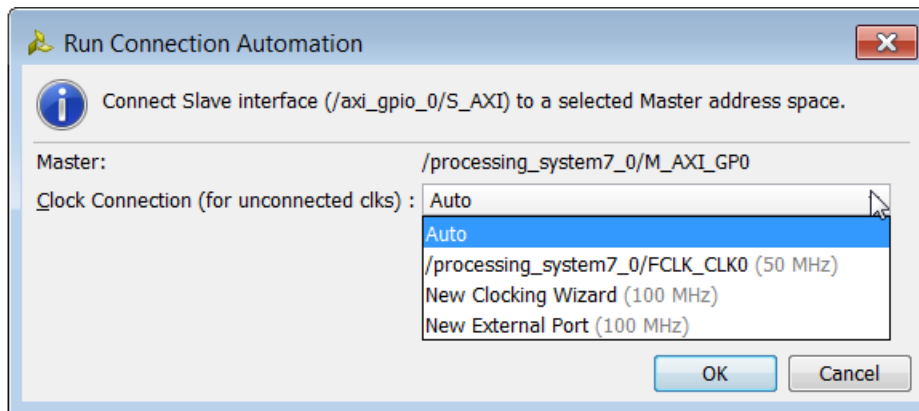 Run Connection Automation
Connect Slave interface (/axi_gpio_0/S_AXI) to a selected Master address space.
Master: /processing_system7_0/M_AXI_GP0
Clock Connection (for unconnected clks) : Auto
Auto
/processing_system7_0/FCLK_CLK0 (50 MHz)
New Clocking Wizard (100 MHz)
New External Port (100 MHz)
OK Cancel